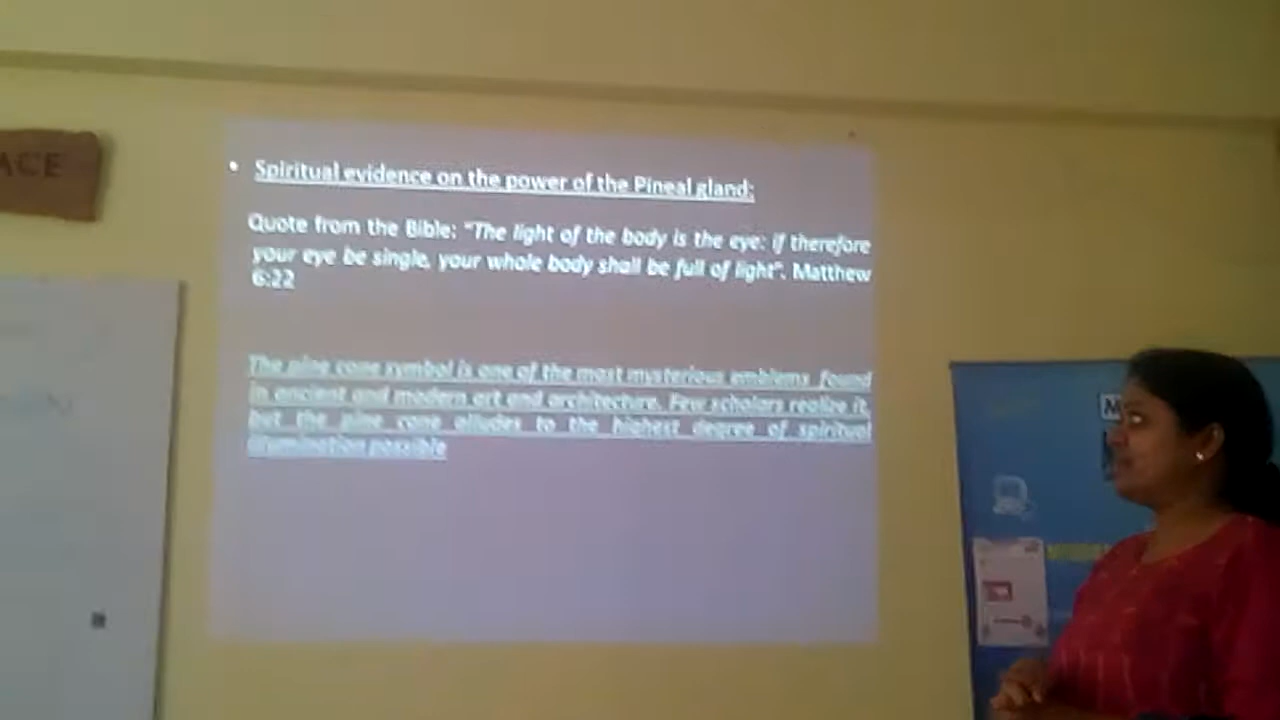 ACE
• Spiritual evidence on the power of the Pineal gland:
Quote from the Bible: "The light of the body is the eye: if therefore
your eye be single, your whole body shall be full of light". Matthew
6:22
The pine cone symbol is one of the most mysterious emblems found
in ancient and modern art and architecture. Few scholars realize it,
but the pine cone alludes to the highest degree of spiritual
illumination possible
M